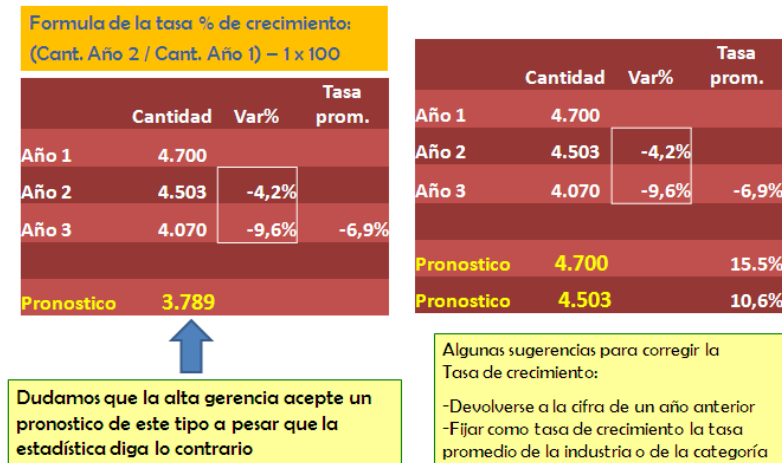 Formula de la tasa % de crecimiento:
(Cant. Año 2 / Cant. Año 1) – 1 x 100
Tasa
Cantidad Var% prom.
Año 1 4.700
Año 2 4.503 -4,2%
Año 3 4.070 -9,6% -6,9%
Pronostico 3.789
Dudamos que la alta gerencia acepte un
pronostico de este tipo a pesar que la
estadística diga lo contrario
Tasa
Cantidad Var% prom.
Año 1 4.700
Año 2 4.503 -4,2%
Año 3 4.070 -9,6% -6,9%
Pronostico 4.700 15.5%
Pronostico 4.503 10,6%
Algunas sugerencias para corregir la
Tasa de crecimiento:
-Devolverse a la cifra de un año anterior
-Fijar como tasa de crecimiento la tasa
promedio de la industria o de la categoría